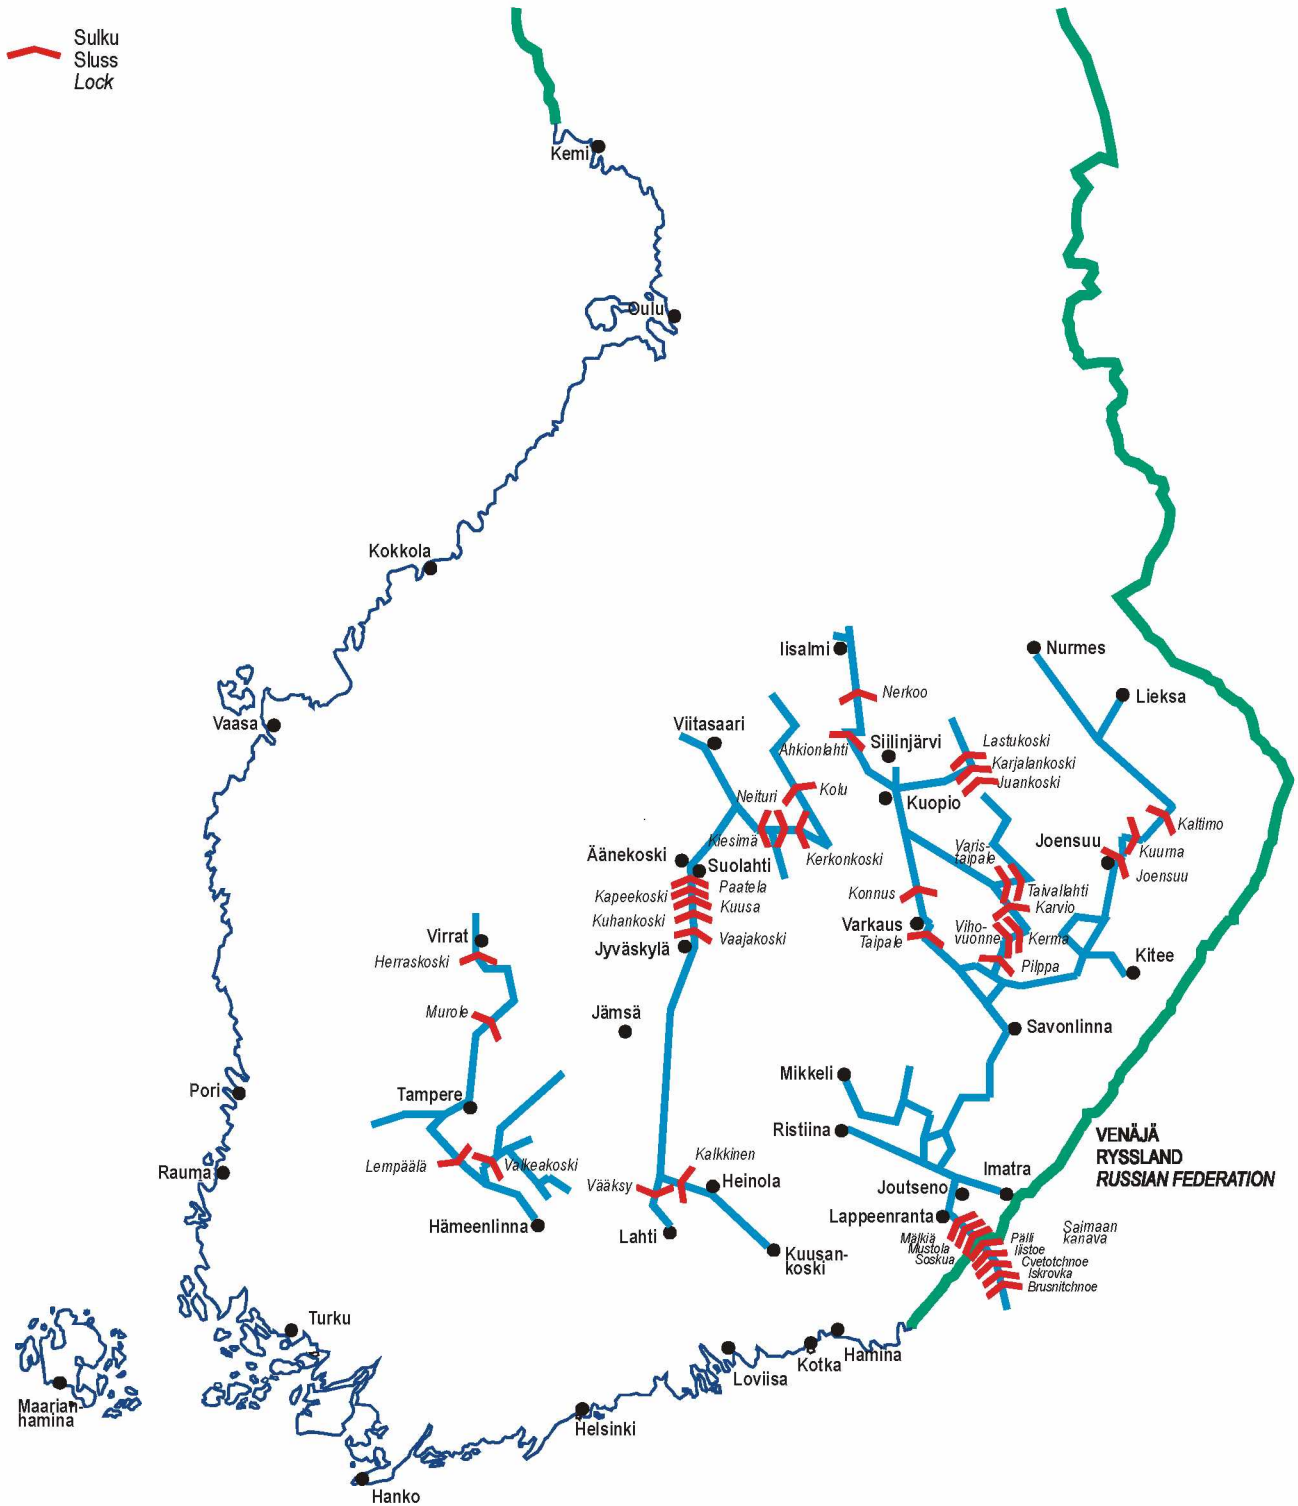 Sulku
Sluss
Lock
Kemi
Oulu
Kokkola
Vaasa
Iisalmi
Nurmes
Nerkoo
Lieksa
Viitasaari
Ahkionlahti
Siilinjärvi
Lastukoski
Karjalankoski
Juankoski
Neituri
Kolu
Kuopio
Kaltimo
Kiesimä
Kerkonkoski
Varis-
taipale
Joensuu
Kuurna
Joensuu
Äänekoski
Suolahti
Paatela
Kapeekoski
Kuusa
Kuhankoski
Vaajakoski
Jyväskylä
Konnus
Taivallahti
Karvio
Varkaus
Taipale
Viho-
vuonne
Kerma
Pilppa
Kitee
Virrat
Herraskoski
Murole
Jämsä
Savonlinna
Mikkeli
Pori
Tampere
Ristiina
VENÄJÄ
RYSSLAND
RUSSIAN FEDERATION
Rauma
Lempäälä
Valkeakoski
Kalkkinen
Vääksy
Heinola
Imatra
Joutseno
Hämeenlinna
Lahti
Lappeenranta
Kuusan-
koski
Mälkiä
Mustola
Soskua
Pälli
Ilistoe
Cvetotchnoe
Iskrovka
Brusnitchnoe
Saimaan
kanava
Turku
Hamina
Kotka
Loviisa
Maarian-
hamina
Helsinki
Hanko